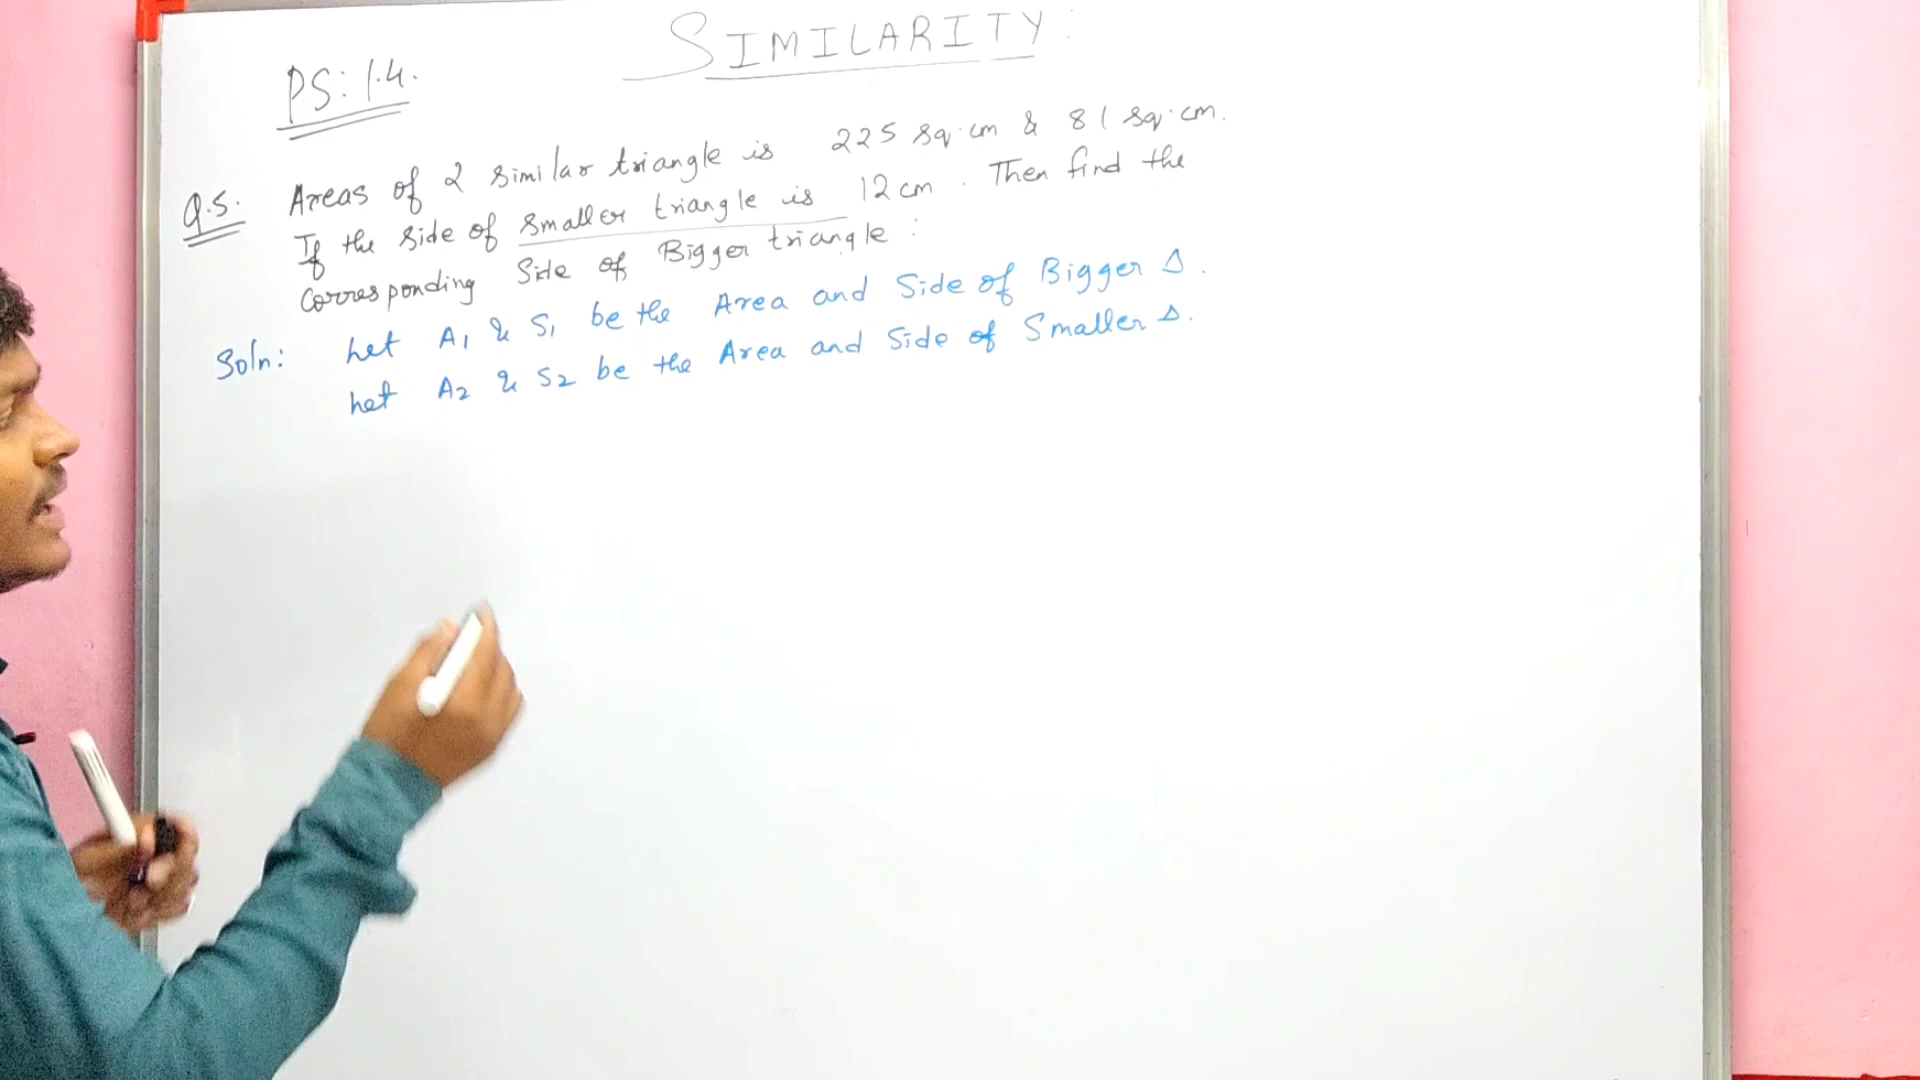 SIMILARITY:
PS: 1.4.
Q.5. Areas of 2 similar triangle is 225 sq.cm & 81 sq.cm.
If the side of smaller triangle is 12 cm. Then find the
corresponding Side of Bigger triangle:
Soln: Let A1 & S1 be the Area and Side of Bigger Δ.
Let A2 & S2 be the Area and Side of Smaller Δ.